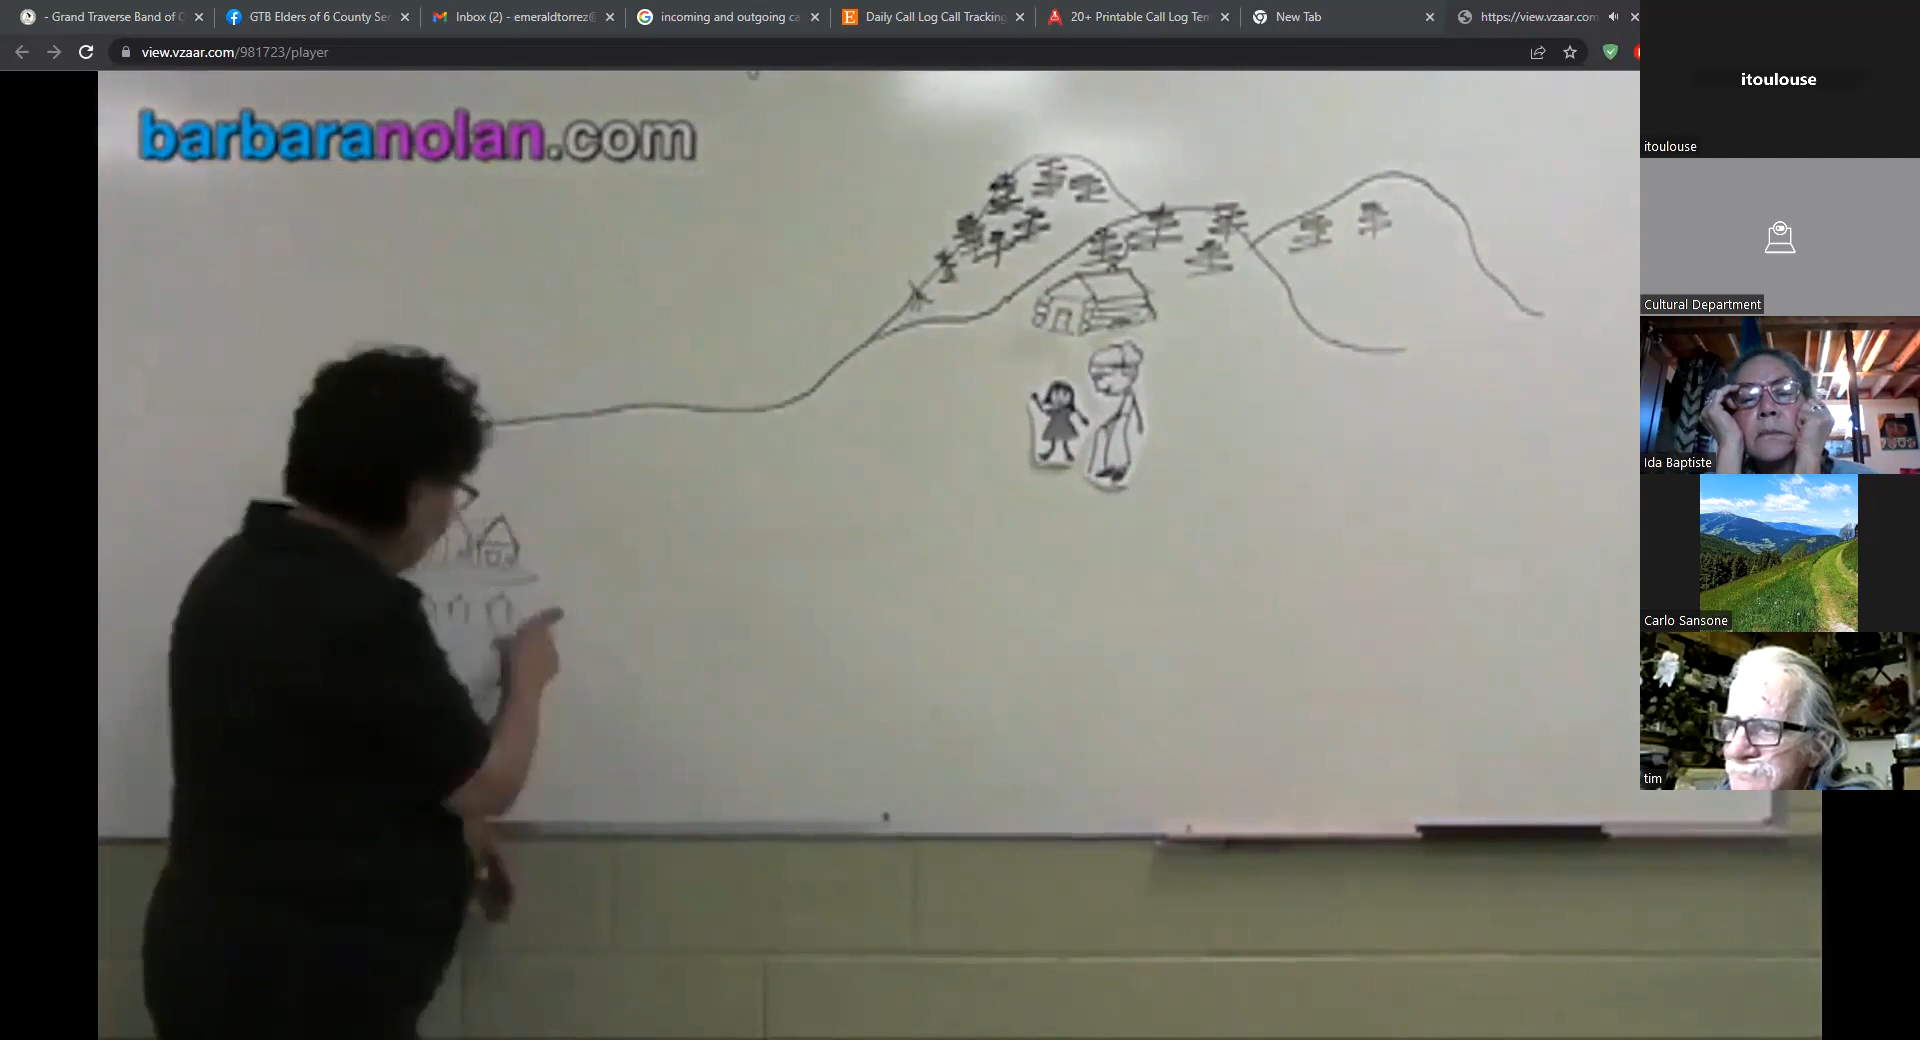 - Grand Traverse Band of O
GTB Elders of 6 County Ser
Inbox (2) - emeraldtorrez@
incoming and outgoing ca
Daily Call Log Call Tracking
20+ Printable Call Log Tem
New Tab
https://view.vzaar.com
view.vzaar.com/981723/player
barbaranolan.com
itoulouse
itoulouse
Cultural Department
Ida Baptiste
Carlo Sansone
tim